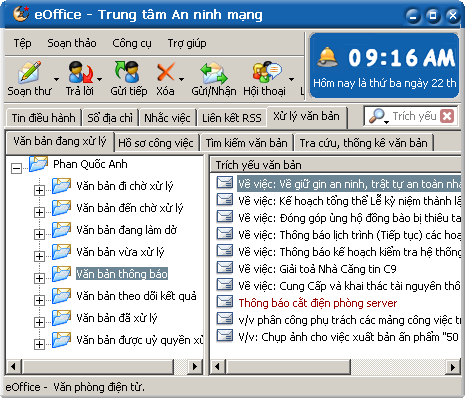 eOffice - Trung tâm An ninh mạng
Tệp Soạn thảo Công cụ Trợ giúp
09:16 AM
Hôm nay là thứ ba ngày 22 th
Soạn thư Trả lời Gửi tiếp Xóa Gửi/Nhận Hội thoại
Tin điều hành Sổ địa chỉ Nhắc việc Liên kết RSS Xử lý văn bản Trích yếu
Văn bản đang xử lý Hồ sơ công việc Tìm kiếm văn bản Tra cứu, thống kê văn bản
Phan Quốc Anh
Văn bản đi chờ xử lý
Văn bản đến chờ xử lý
Văn bản đang làm dở
Văn bản vừa xử lý
Văn bản thông báo
Văn bản theo dõi kết quả
Văn bản đã xử lý
Văn bản được uỷ quyền xử
Trích yếu văn bản
Về việc: Về giữ gin an ninh, trật tự an toàn nhà
Về việc: Kế hoạch tổng thể Lễ kỷ niệm thành lậ
Về việc: Đóng góp ủng hộ đồng bào bị thiếu ta
Về việc: Thông báo lịch trình (Tiếp tục) các hoạ
Về việc: Thông báo kế hoạch kiểm tra hệ thống
Về việc: Giải toả Nhà Căng tin C9
Về việc: Cung Cấp và khai thác tài nguyên thôn
Thông báo cắt điện phòng server
v/v phân công phụ trách các mảng công việc tr
V/v: Chụp ảnh cho việc xuất bản ấn phẩm "50
eOffice - Văn phòng điện tử.